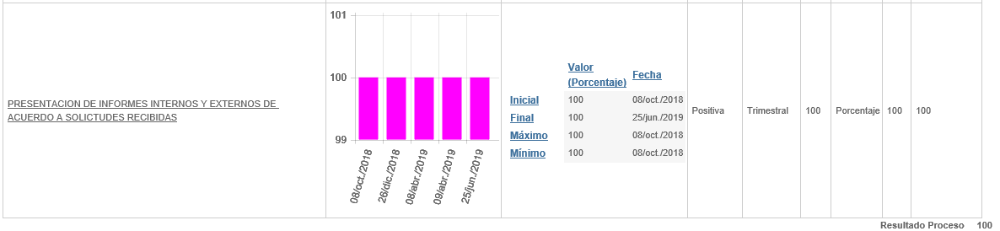 PRESENTACION DE INFORMES INTERNOS Y EXTERNOS DE
ACUERDO A SOLICTUDES RECIBIDAS
101
100
99
08/oct./2018
26/dic./2018
08/abr./2019
09/abr./2019
25/jun./2019
Valor
(Porcentaje) Fecha
Inicial 100 08/oct./2018
Final 100 25/jun./2019
Máximo 100 08/oct./2018
Mínimo 100 08/oct./2018
Positiva Trimestral 100 Porcentaje 100 100
Resultado Proceso 100